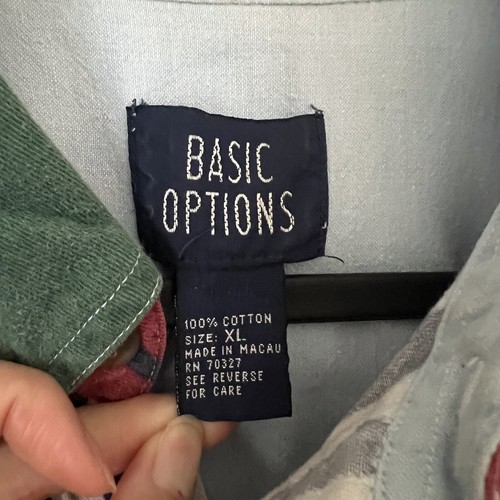 BASIC
OPTIONS
100% COTTON
SIZE: XL
MADE IN MACAU
RN 70327
SEE REVERSE
FOR CARE